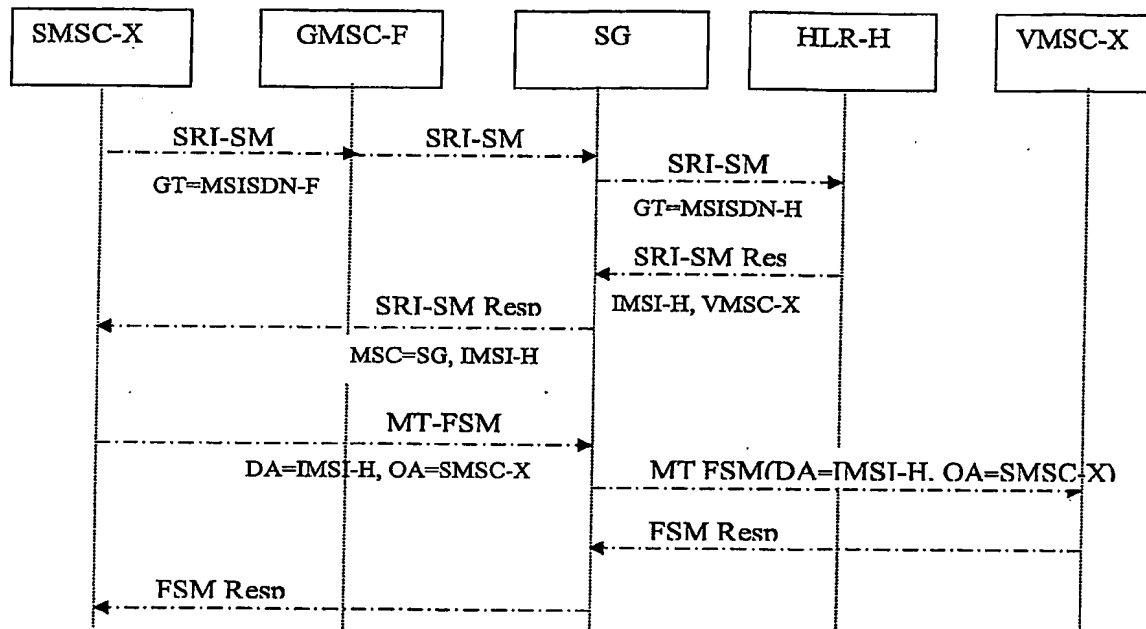 SMSC-X
GMSC-F
SG
HLR-H
VMSC-X
SRI-SM
SRI-SM
GT=MSISDN-F
SRI-SM
GT=MSISDN-H
SRI-SM Res
IMSI-H, VMSC-X
SRI-SM Resp
MSC=SG, IMSI-H
MT-FSM
DA=IMSI-H, OA=SMSC-X
MT FSM(DA=IMSI-H, OA=SMSC-X)
FSM Resp
FSM Resp